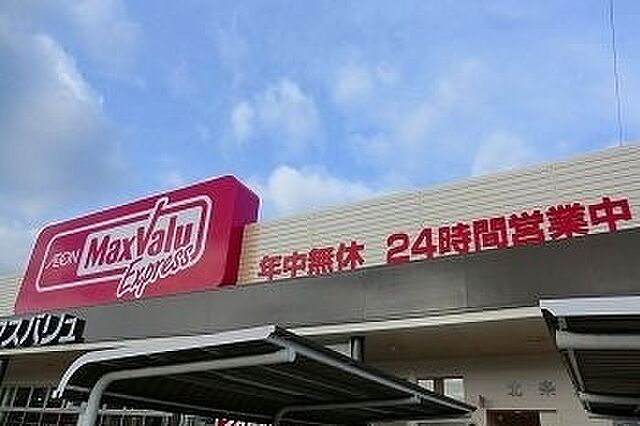 ÆON
MaxValu
Express
年中無休 24時間営業中
スバリュ
北条